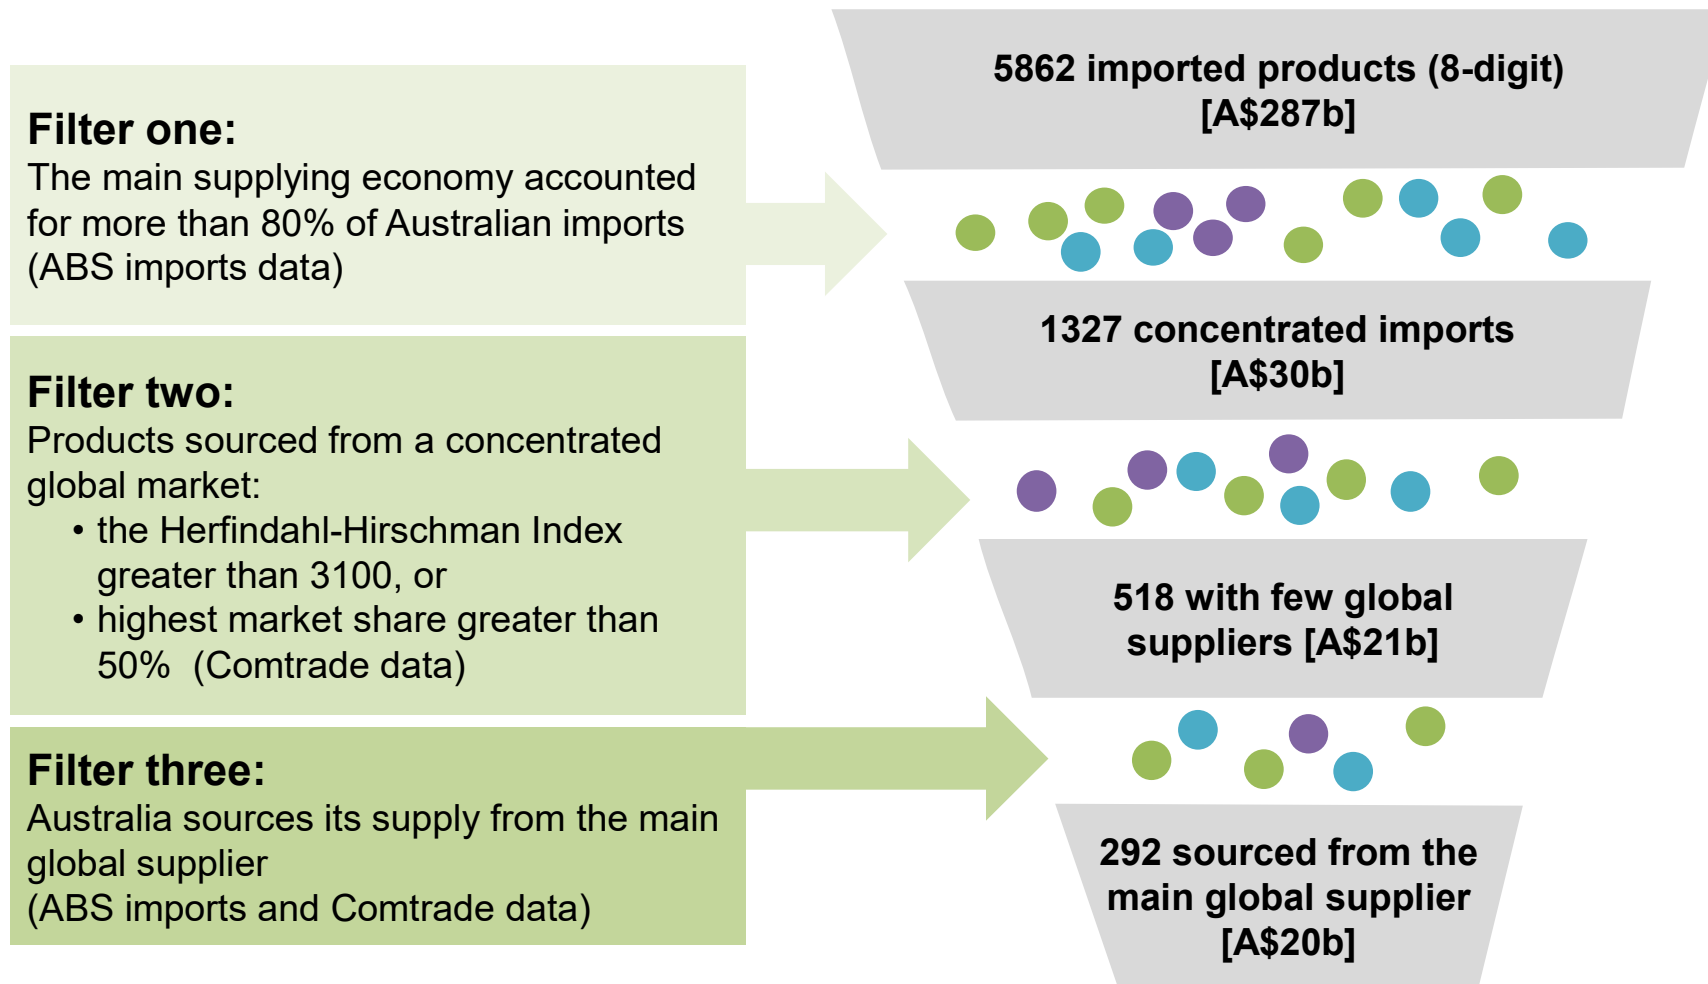 Filter one:
The main supplying economy accounted
for more than 80% of Australian imports
(ABS imports data)
Filter two:
Products sourced from a concentrated
global market:
• the Herfindahl-Hirschman Index
greater than 3100, or
• highest market share greater than
50% (Comtrade data)
Filter three:
Australia sources its supply from the main
global supplier
(ABS imports and Comtrade data)
5862 imported products (8-digit)
[A$287b]
1327 concentrated imports
[A$30b]
518 with few global
suppliers [A$21b]
292 sourced from the
main global supplier
[A$20b]